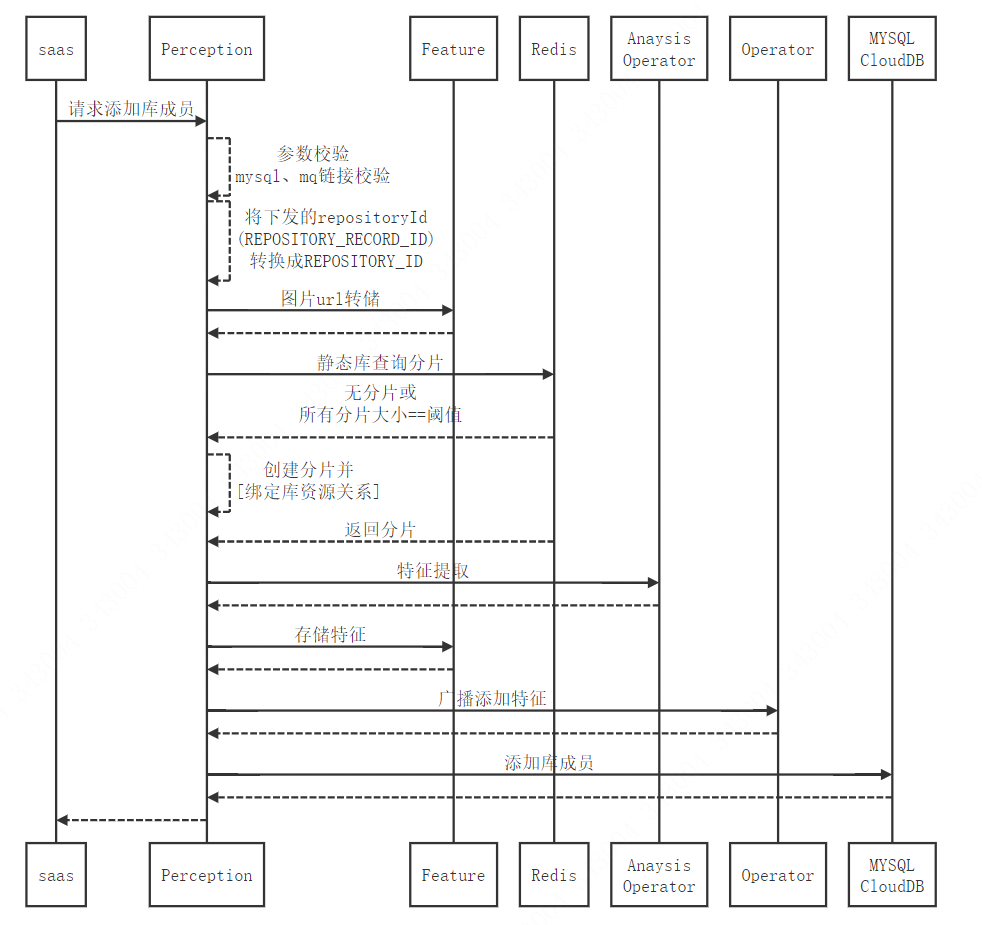 saas
Perception
Feature
Redis
Anaysis
Operator
Operator
MYSQL
CloudDB
请求添加库成员
参数校验
mysql、mq链接校验
将下发的repositoryId
(REPOSITORY_RECORD_ID)
转换成REPOSITORY_ID
图片url转储
静态库查询分片
无分片或
所有分片大小==阈值
创建分片并
[绑定库资源关系]
返回分片
特征提取
存储特征
广播添加特征
添加库成员
saas
Perception
Feature
Redis
Anaysis
Operator
Operator
MYSQL
CloudDB